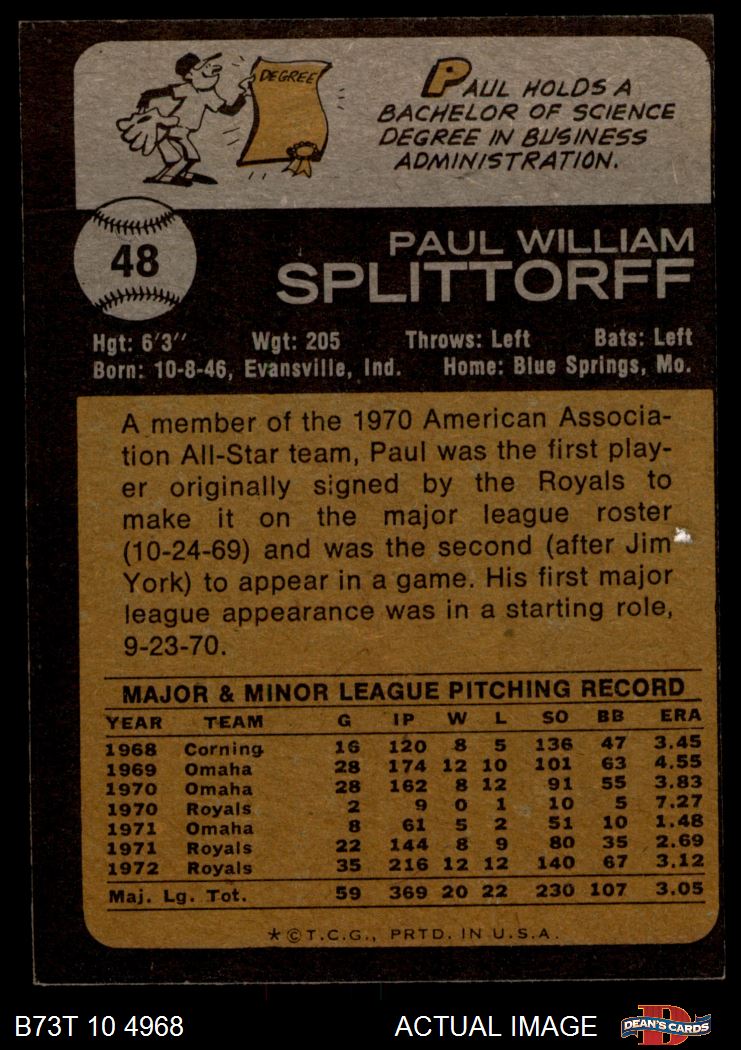 DEGREE
PAUL HOLDS A
BACHELOR OF SCIENCE
DEGREE IN BUSINESS
ADMINISTRATION.
48
PAUL WILLIAM
SPLITTORFF
Hgt: 6'3" Wgt: 205 Throws: Left Bats: Left
Born: 10-8-46, Evansville, Ind. Home: Blue Springs, Mo.
A member of the 1970 American Associa-
tion All-Star team, Paul was the first play-
er originally signed by the Royals to
make it on the major league roster
(10-24-69) and was the second (after Jim
York) to appear in a game. His first major
league appearance was in a starting role,
9-23-70.
MAJOR & MINOR LEAGUE PITCHING RECORD
YEAR TEAM G IP W L SO BB ERA
1968 Corning 16 120 8 5 136 47 3.45
1969 Omaha 28 174 12 10 101 63 4.55
1970 Omaha 28 162 8 12 91 55 3.83
1970 Royals 2 9 0 1 10 5 7.27
1971 Omaha 8 61 5 2 51 10 1.48
1971 Royals 22 144 8 9 80 35 2.69
1972 Royals 35 216 12 12 140 67 3.12
Maj. Lg. Tot. 59 369 20 22 230 107 3.05
*©T.C.G., PRTD. IN U.S.A.
B73T 10 4968 ACTUAL IMAGE D DEAN'S CARDS